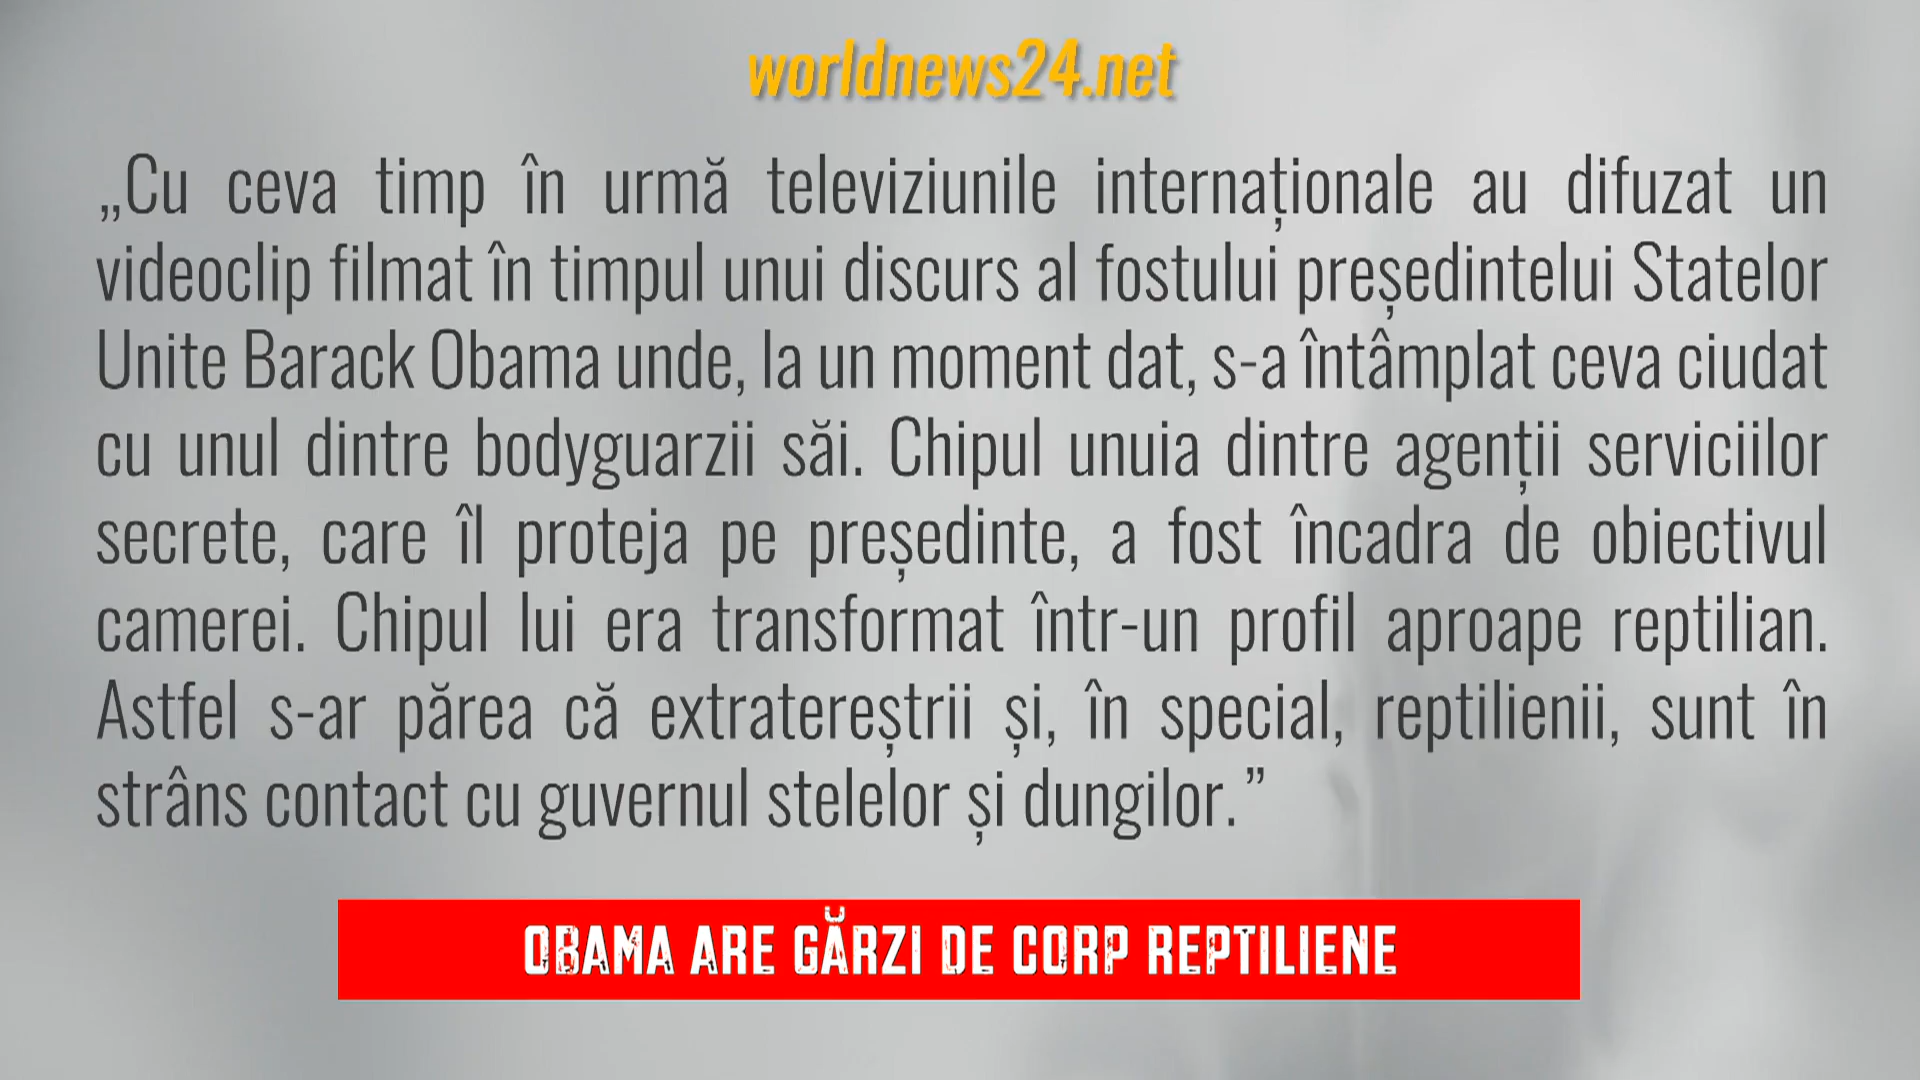 worldnews24.net
„Cu ceva timp în urmă televiziunile internaționale au difuzat un
videoclip filmat în timpul unui discurs al fostului președintelui Statelor
Unite Barack Obama unde, la un moment dat, s-a întâmplat ceva ciudat
cu unul dintre bodyguarzii săi. Chipul unuia dintre agenții serviciilor
secrete, care îl proteja pe președinte, a fost încadra de obiectivul
camerei. Chipul lui era transformat într-un profil aproape reptilian.
Astfel s-ar părea că extratereștrii și, în special, reptilienii, sunt în
strâns contact cu guvernul stelelor și dungilor.”
OBAMA ARE GĂRZI DE CORP REPTILIENE